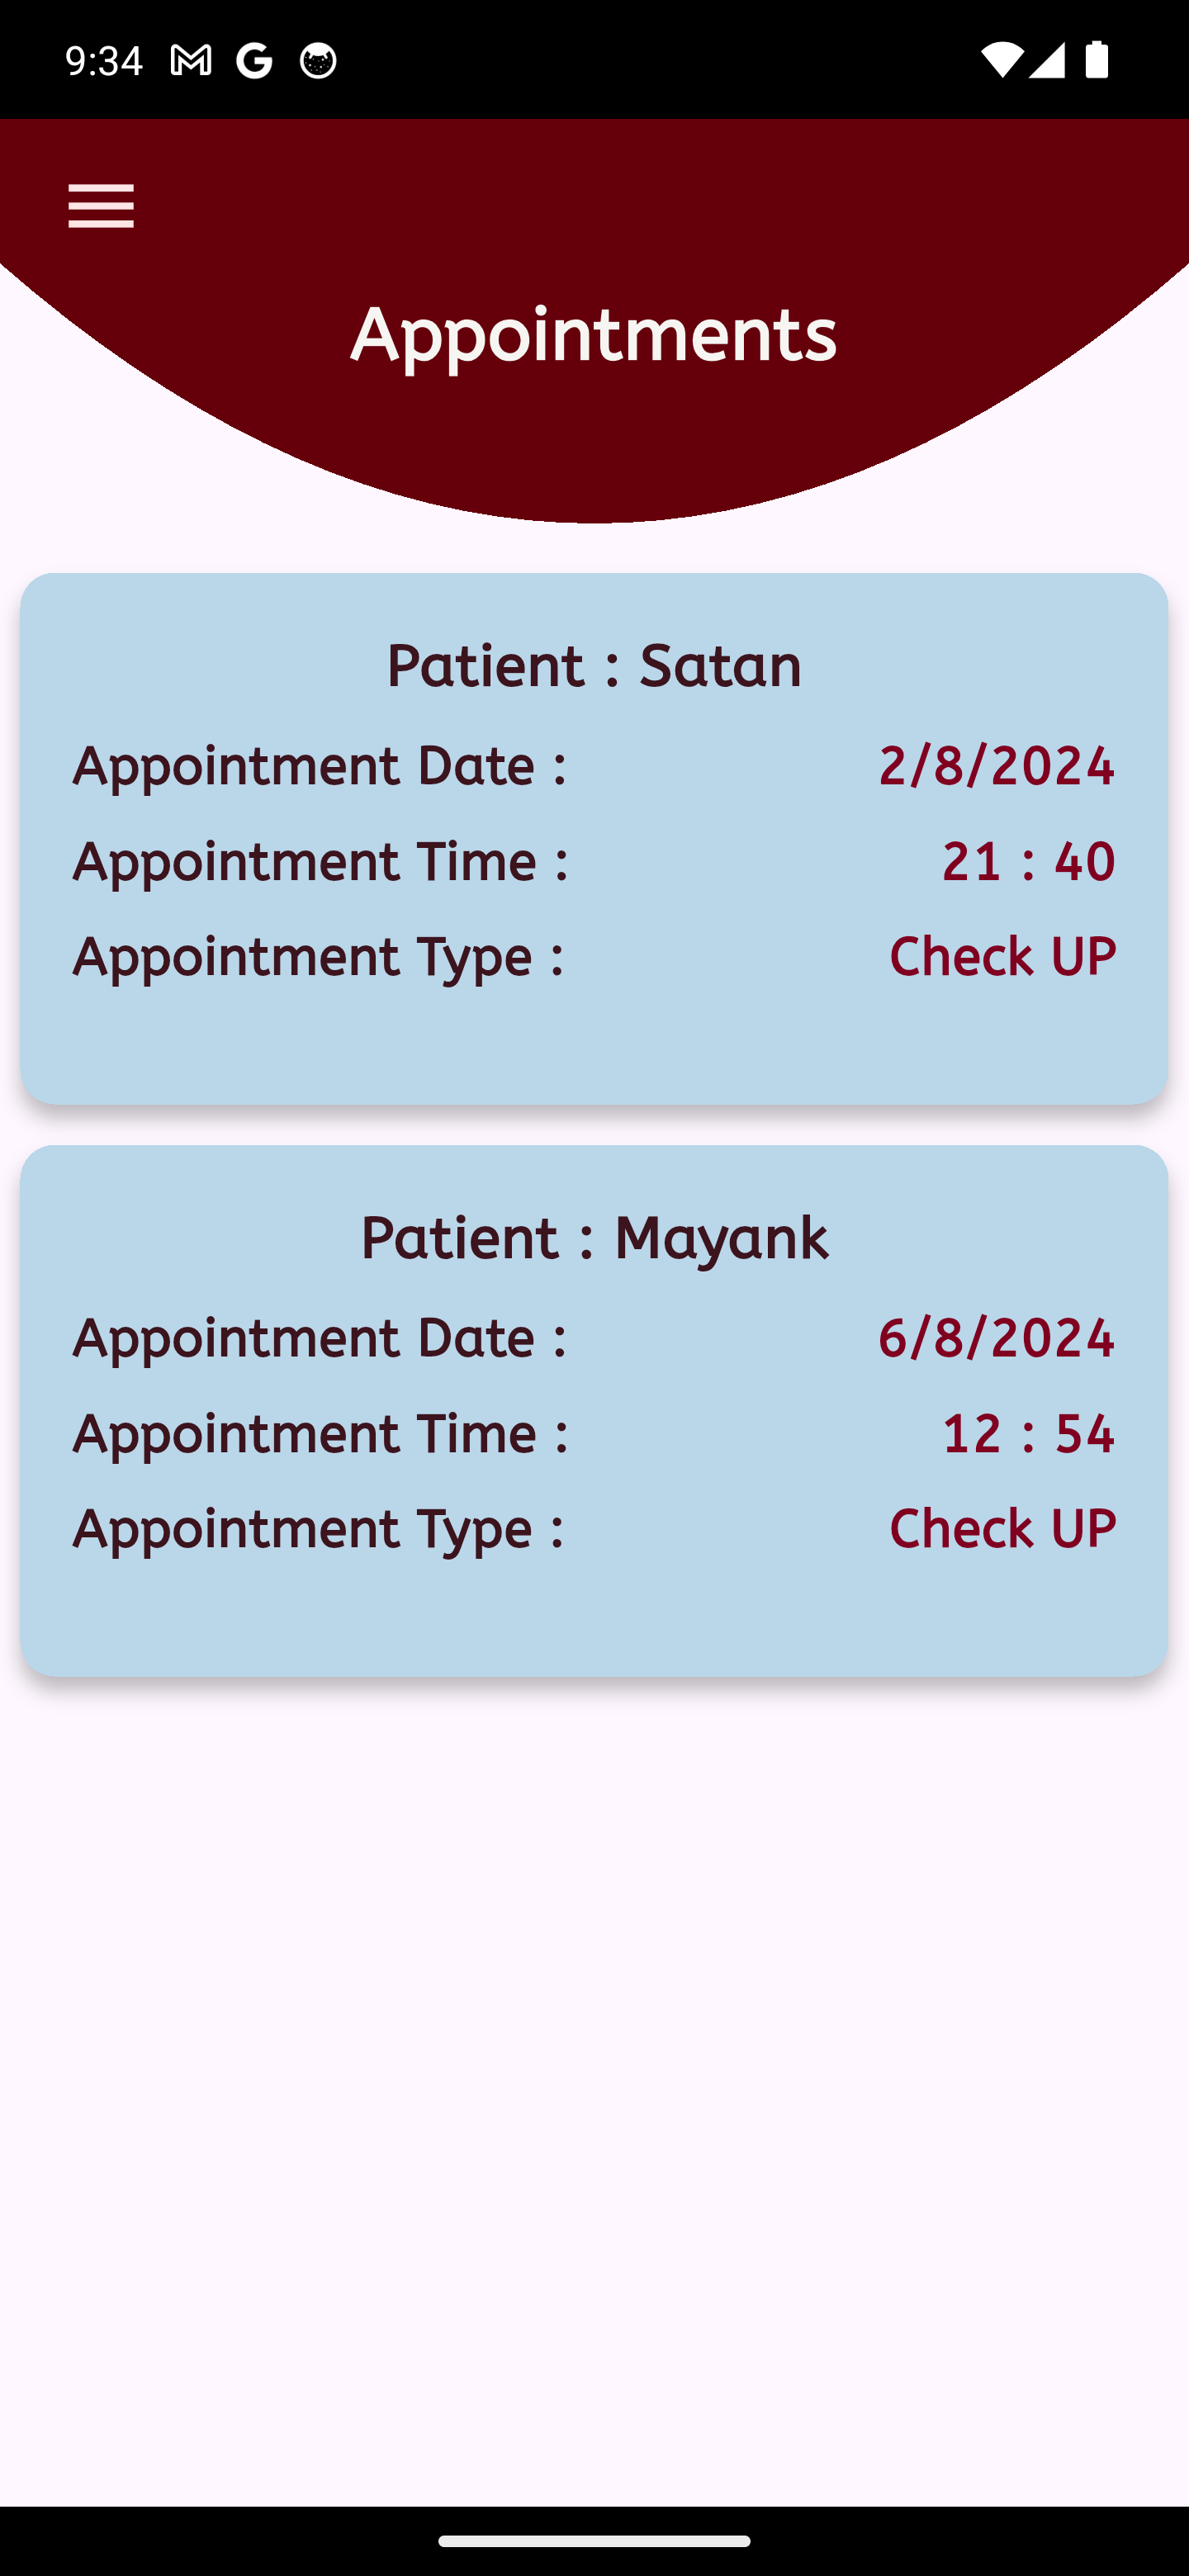 9:34
Appointments
Patient : Satan
Appointment Date : 2/8/2024
Appointment Time : 21 : 40
Appointment Type : Check UP
Patient : Mayank
Appointment Date : 6/8/2024
Appointment Time : 12 : 54
Appointment Type : Check UP